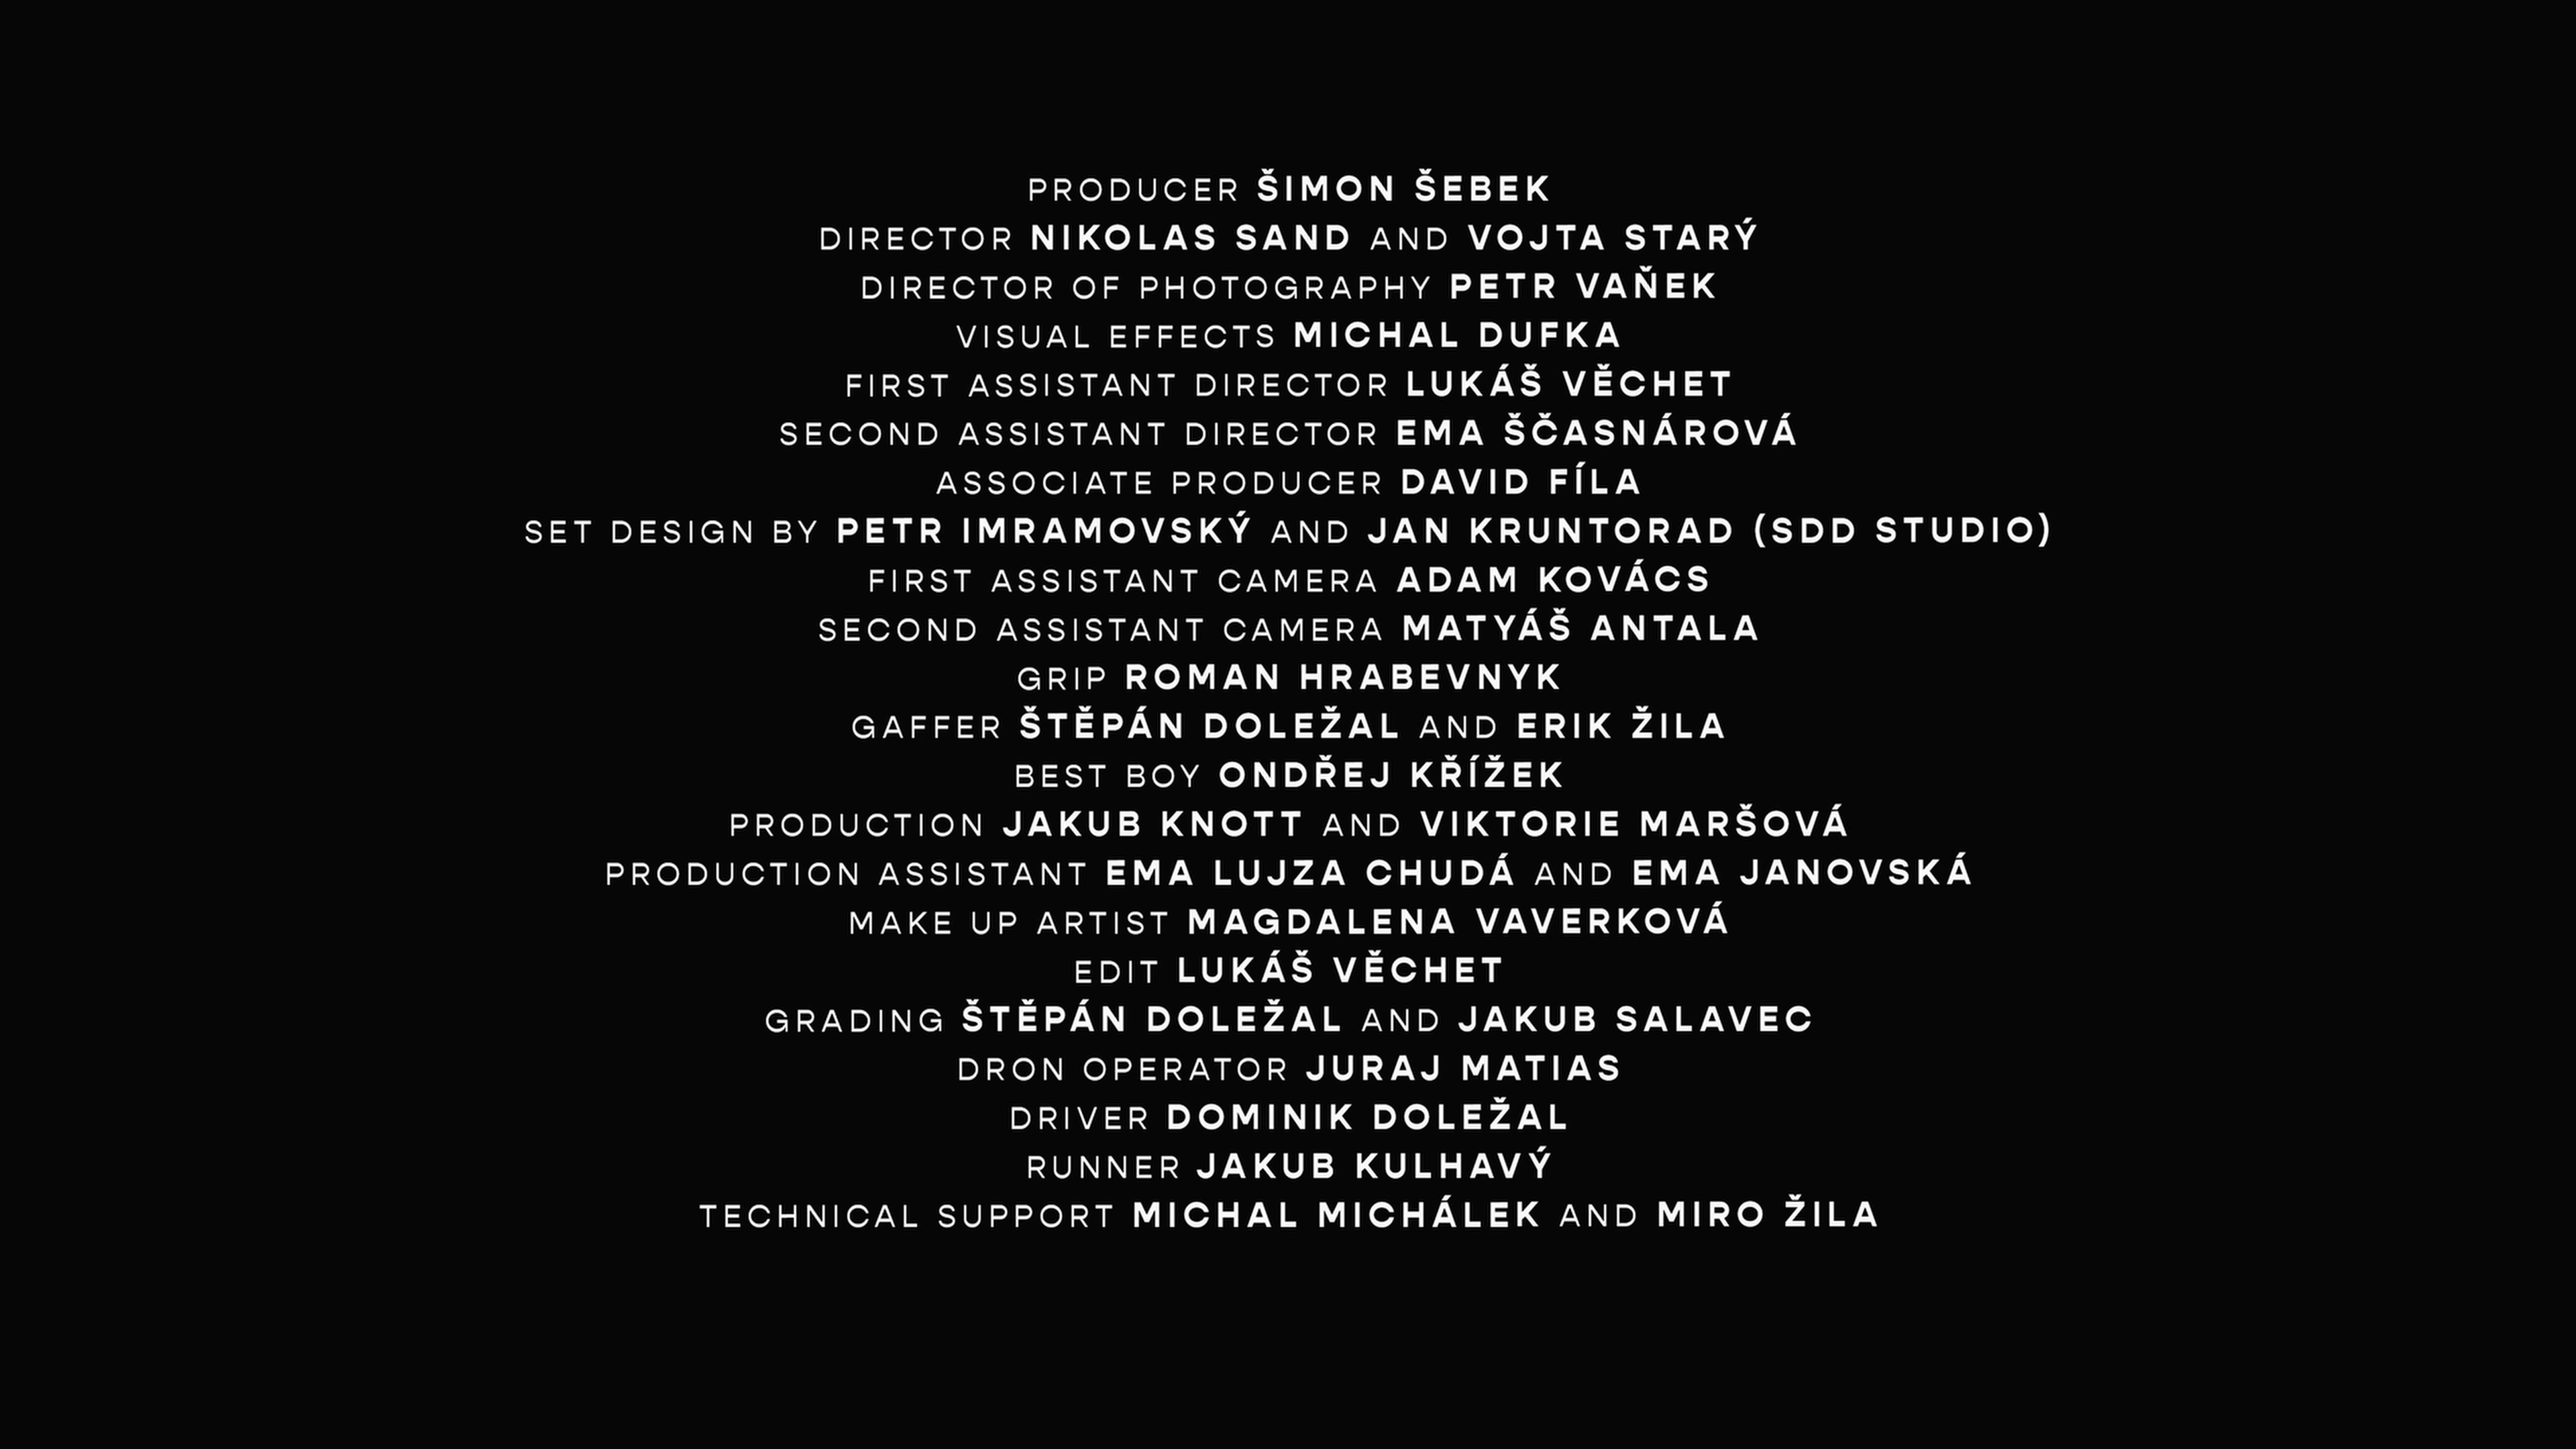 PRODUCER ŠIMON ŠEBEK
DIRECTOR NIKOLAS SAND AND VOJTA STARÝ
DIRECTOR OF PHOTOGRAPHY PETR VAŇEK
VISUAL EFFECTS MICHAL DUFKA
FIRST ASSISTANT DIRECTOR LUKÁŠ VĚCHET
SECOND ASSISTANT DIRECTOR EMA ŠČASNÁROVÁ
ASSOCIATE PRODUCER DAVID FÍLA
SET DESIGN BY PETR IMRAMOVSKÝ AND JAN KRUNTORAD (SDD STUDIO)
FIRST ASSISTANT CAMERA ADAM KOVÁCS
SECOND ASSISTANT CAMERA MATYÁŠ ANTALA
GRIP ROMAN HRABEVNYK
GAFFER ŠTĚPÁN DOLEŽAL AND ERIK ŽILA
BEST BOY ONDŘEJ KŘÍŽEK
PRODUCTION JAKUB KNOTT AND VIKTORIE MARŠOVÁ
PRODUCTION ASSISTANT EMA LUJZA CHUDÁ AND EMA JANOVSKÁ
MAKE UP ARTIST MAGDALENA VAVERKOVÁ
EDIT LUKÁŠ VĚCHET
GRADING ŠTĚPÁN DOLEŽAL AND JAKUB SALAVEC
DRON OPERATOR JURAJ MATIAS
DRIVER DOMINIK DOLEŽAL
RUNNER JAKUB KULHAVÝ
TECHNICAL SUPPORT MICHAL MICHÁLEK AND MIRO ŽILA